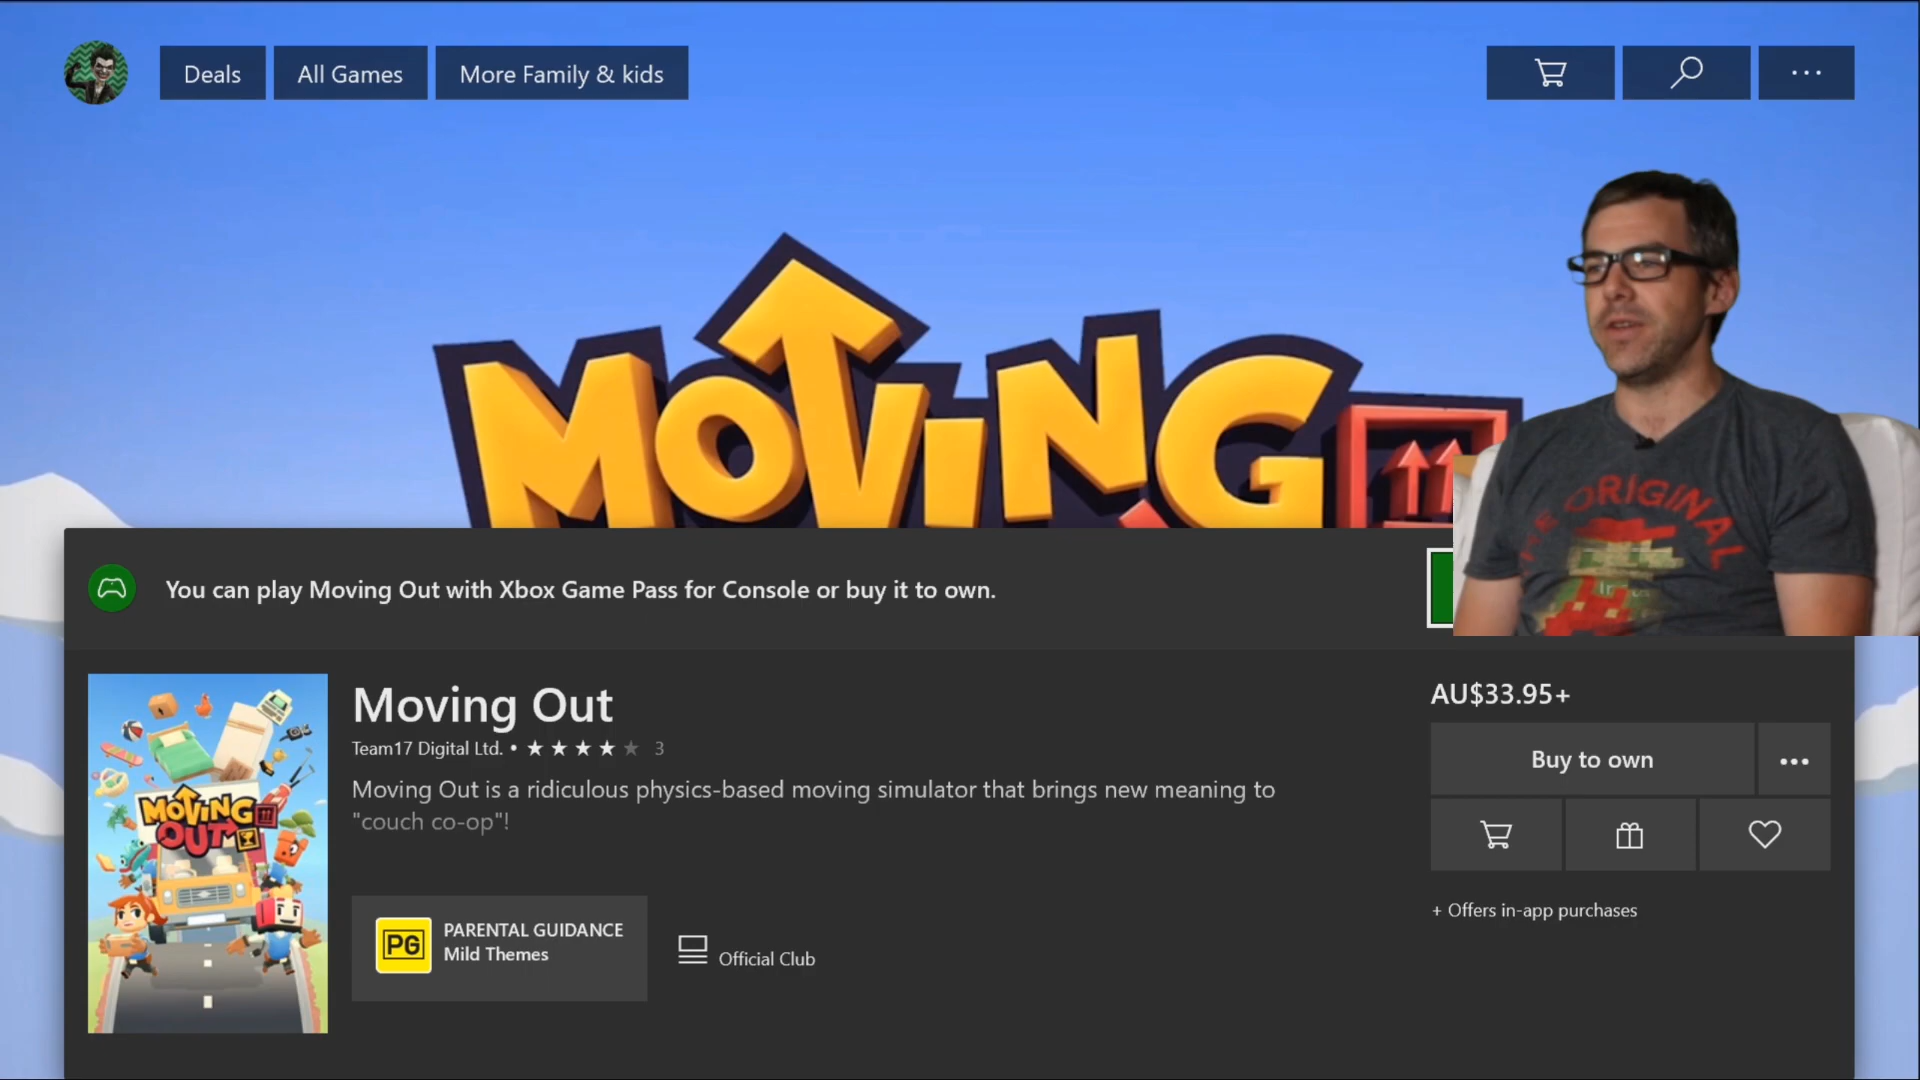 Deals
All Games
More Family & kids
MOVING
THE ORIGINAL
You can play Moving Out with Xbox Game Pass for Console or buy it to own.
MOVING
OUT
Moving Out
Team17 Digital Ltd. • ★★★★★ 3
Moving Out is a ridiculous physics-based moving simulator that brings new meaning to
"couch co-op"!
PG
PARENTAL GUIDANCE
Mild Themes
Official Club
AU$33.95+
Buy to own
+ Offers in-app purchases